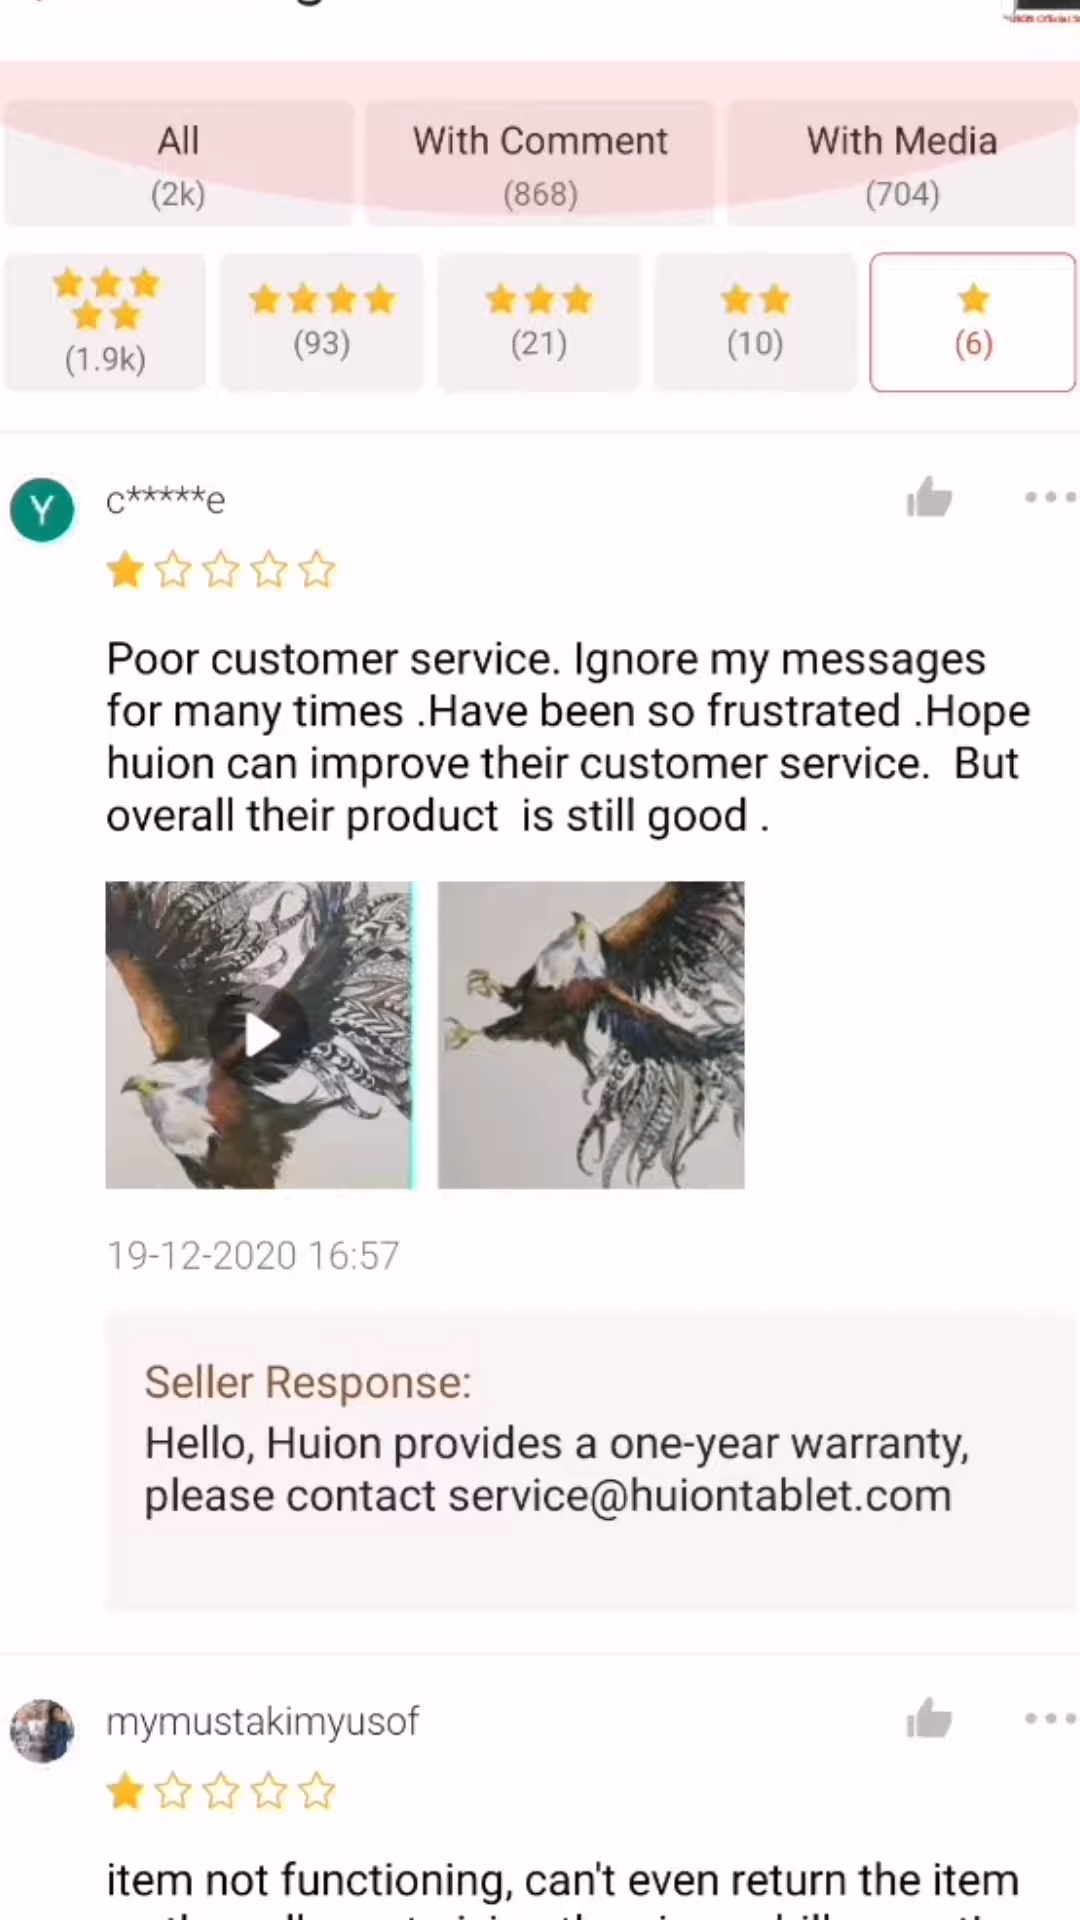 All
With Comment
With Media
(2k)
(868)
(704)
(1.9k)
(93)
(21)
(10)
(6)
Y
c*****e
Poor customer service. Ignore my messages
for many times .Have been so frustrated .Hope
huion can improve their customer service.  But
overall their product  is still good .
19-12-2020 16:57
Seller Response:
Hello, Huion provides a one-year warranty,
please contact service@huiontablet.com
mymustakimyusof
item not functioning, can't even return the item